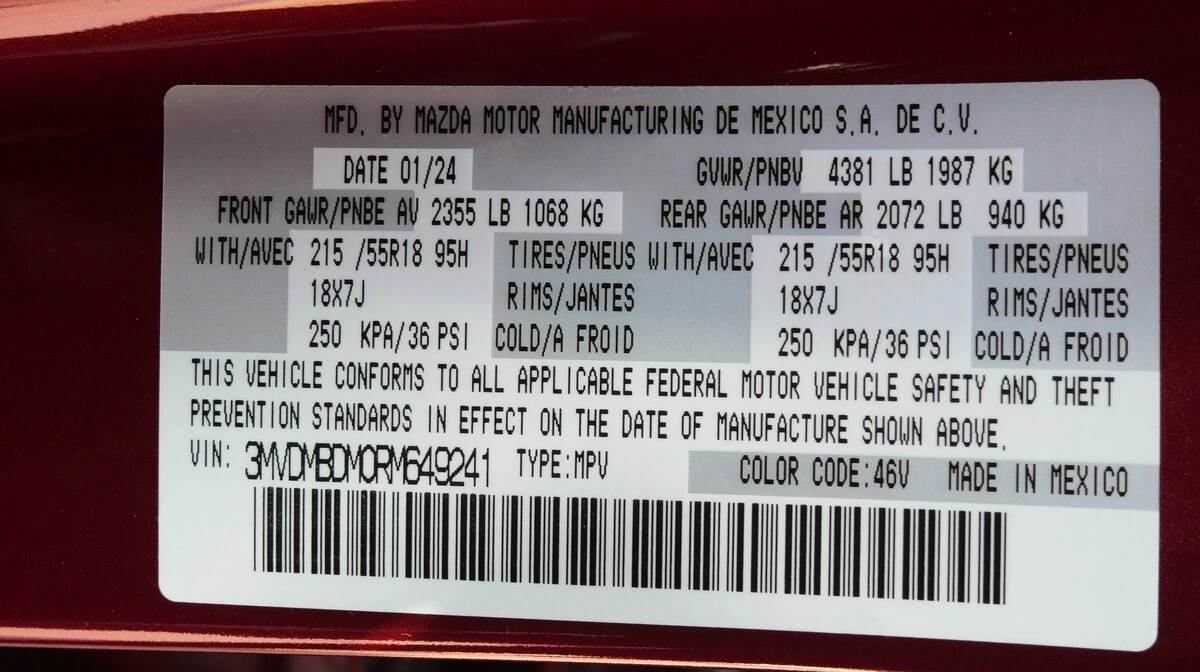 MFD. BY MAZDA MOTOR MANUFACTURING DE MEXICO S.A. DE C.V.
DATE 01/24 GVWR/PNBV 4381 LB 1987 KG
FRONT GAWR/PNBE AV 2355 LB 1068 KG REAR GAWR/PNBE AR 2072 LB 940 KG
WITH/AVEC 215 /55R18 95H TIRES/PNEUS WITH/AVEC 215 /55R18 95H TIRES/PNEUS
18X7J RIMS/JANTES 18X7J RIMS/JANTES
250 KPA/36 PSI COLD/A FROID 250 KPA/36 PSI COLD/A FROID
THIS VEHICLE CONFORMS TO ALL APPLICABLE FEDERAL MOTOR VEHICLE SAFETY AND THEFT
PREVENTION STANDARDS IN EFFECT ON THE DATE OF MANUFACTURE SHOWN ABOVE.
VIN: 3MVDMBDM0RM649241 TYPE:MPV COLOR CODE:46V MADE IN MEXICO